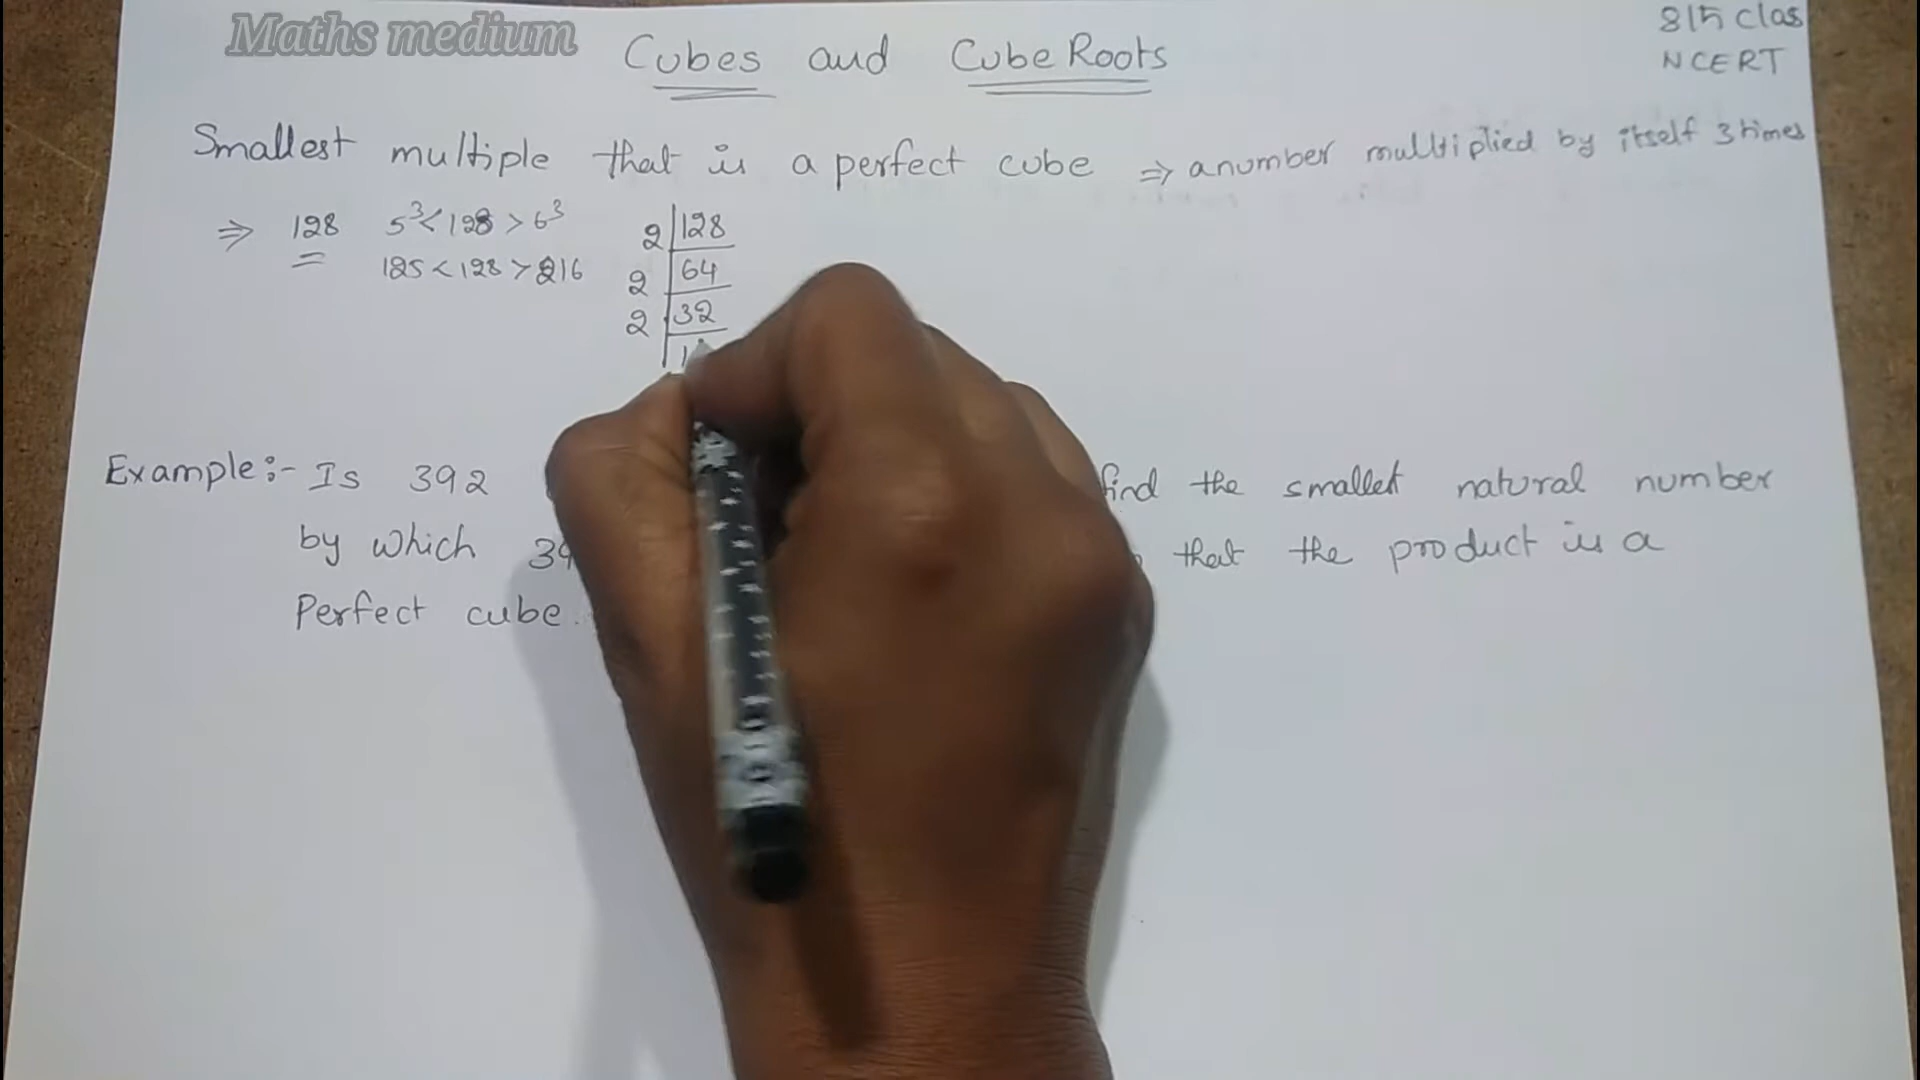 Maths medium
8th Clas
Cubes and Cube Roots
NCERT
Smallest multiple that is a perfect cube ⇒ a number multiplied by itself 3 times
⇒ 128 5³ < 128 > 6³
125 < 128 > 216
2 | 128
2 | 64
2 | 32
Example:- Is 392 find the smallest natural number
by which that the product is a
Perfect cube.